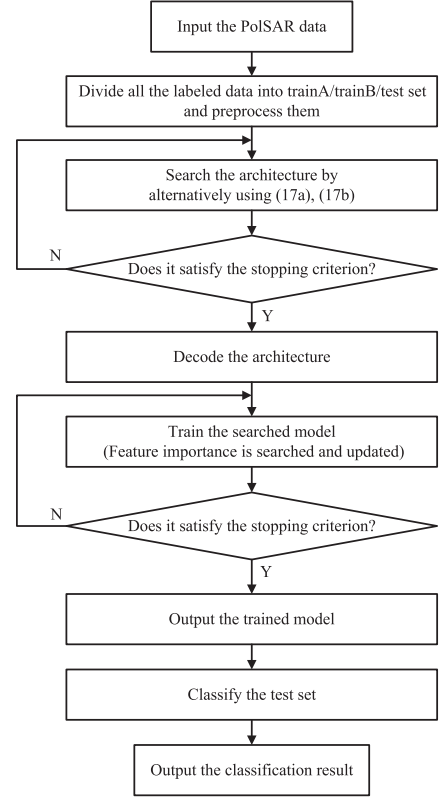 Input the PolSAR data
Divide all the labeled data into trainA/trainB/test set
and preprocess them
Search the architecture by
alternatively using (17a), (17b)
Does it satisfy the stopping criterion?
N
Y
Decode the architecture
Train the searched model
(Feature importance is searched and updated)
Does it satisfy the stopping criterion?
N
Y
Output the trained model
Classify the test set
Output the classification result